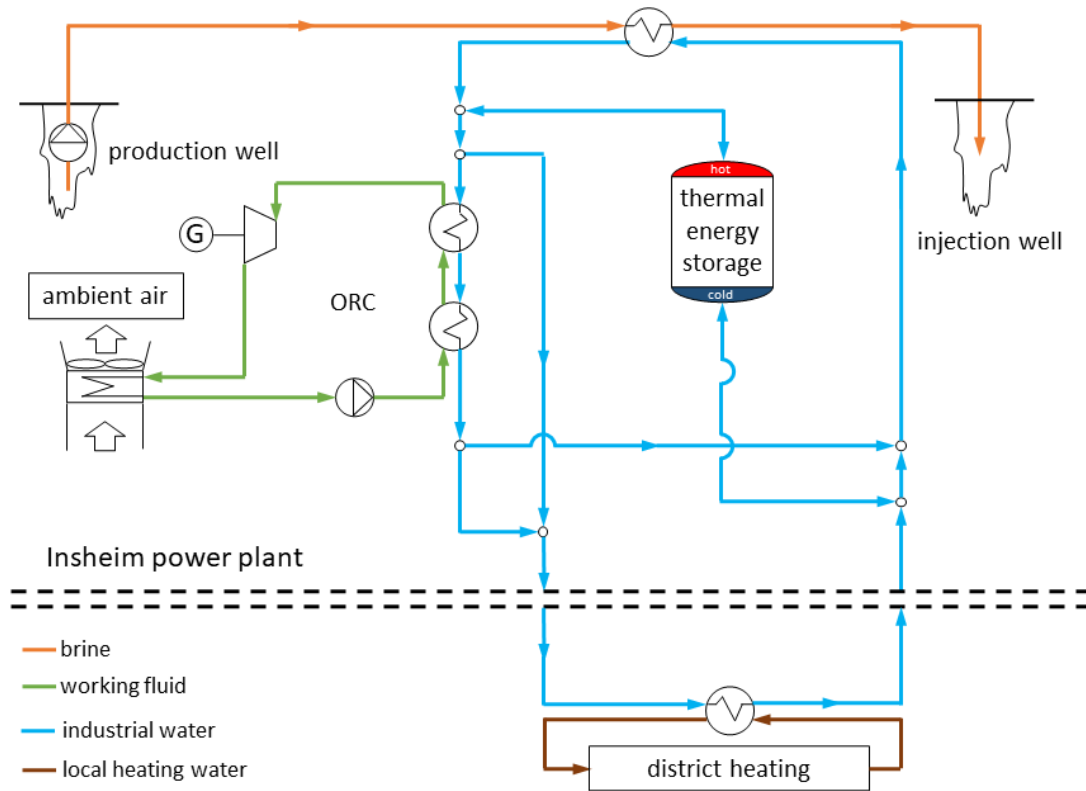 production well
hot
thermal
energy
storage
cold
injection well
G
ambient air
ORC
Insheim power plant
brine
working fluid
industrial water
local heating water
district heating